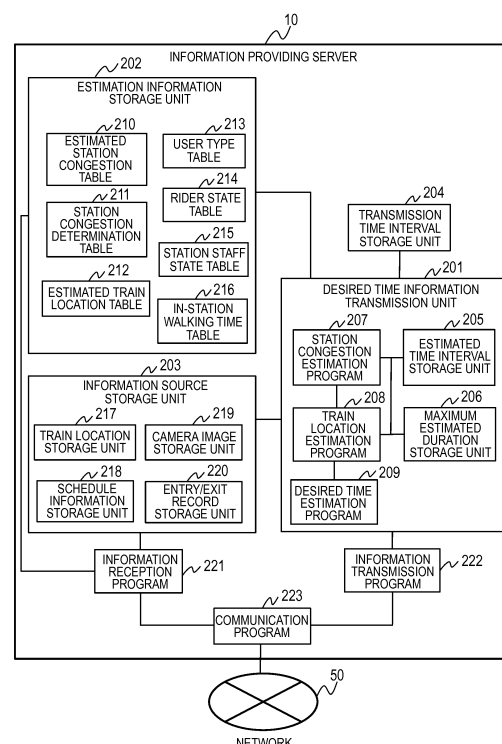 10
INFORMATION PROVIDING SERVER
202
ESTIMATION INFORMATION
STORAGE UNIT
210
ESTIMATED
STATION
CONGESTION
TABLE
213
USER TYPE
TABLE
211
STATION
CONGESTION
DETERMINATION
TABLE
214
RIDER STATE
TABLE
215
STATION STAFF
STATE TABLE
212
ESTIMATED TRAIN
LOCATION TABLE
216
IN-STATION
WALKING TIME
TABLE
204
TRANSMISSION
TIME INTERVAL
STORAGE UNIT
201
DESIRED TIME INFORMATION
TRANSMISSION UNIT
207
STATION
CONGESTION
ESTIMATION
PROGRAM
205
ESTIMATED
TIME INTERVAL
STORAGE UNIT
208
TRAIN
LOCATION
ESTIMATION
PROGRAM
206
MAXIMUM
ESTIMATED
DURATION
STORAGE UNIT
209
DESIRED TIME
ESTIMATION
PROGRAM
203
INFORMATION SOURCE
STORAGE UNIT
217
TRAIN LOCATION
STORAGE UNIT
219
CAMERA IMAGE
STORAGE UNIT
218
SCHEDULE
INFORMATION
STORAGE UNIT
220
ENTRY/EXIT
RECORD
STORAGE UNIT
INFORMATION
RECEPTION
PROGRAM
221
INFORMATION
TRANSMISSION
PROGRAM
222
223
COMMUNICATION
PROGRAM
50
NETWORK